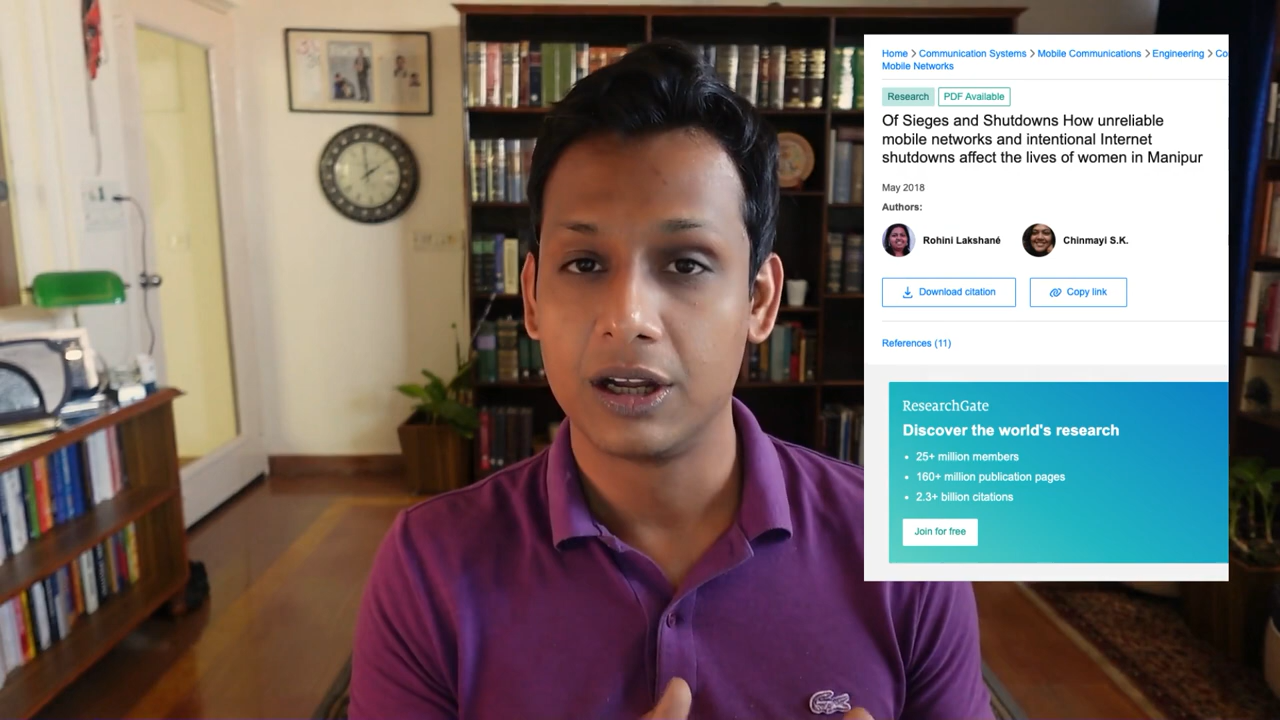 Home > Communication Systems > Mobile Communications > Engineering > Co
Mobile Networks
Research PDF Available
Of Sieges and Shutdowns How unreliable
mobile networks and intentional Internet
shutdowns affect the lives of women in Manipur
May 2018
Authors:
Rohini Lakshané Chinmayi S.K.
Download citation Copy link
References (11)
ResearchGate
Discover the world's research
• 25+ million members
• 160+ million publication pages
• 2.3+ billion citations
Join for free